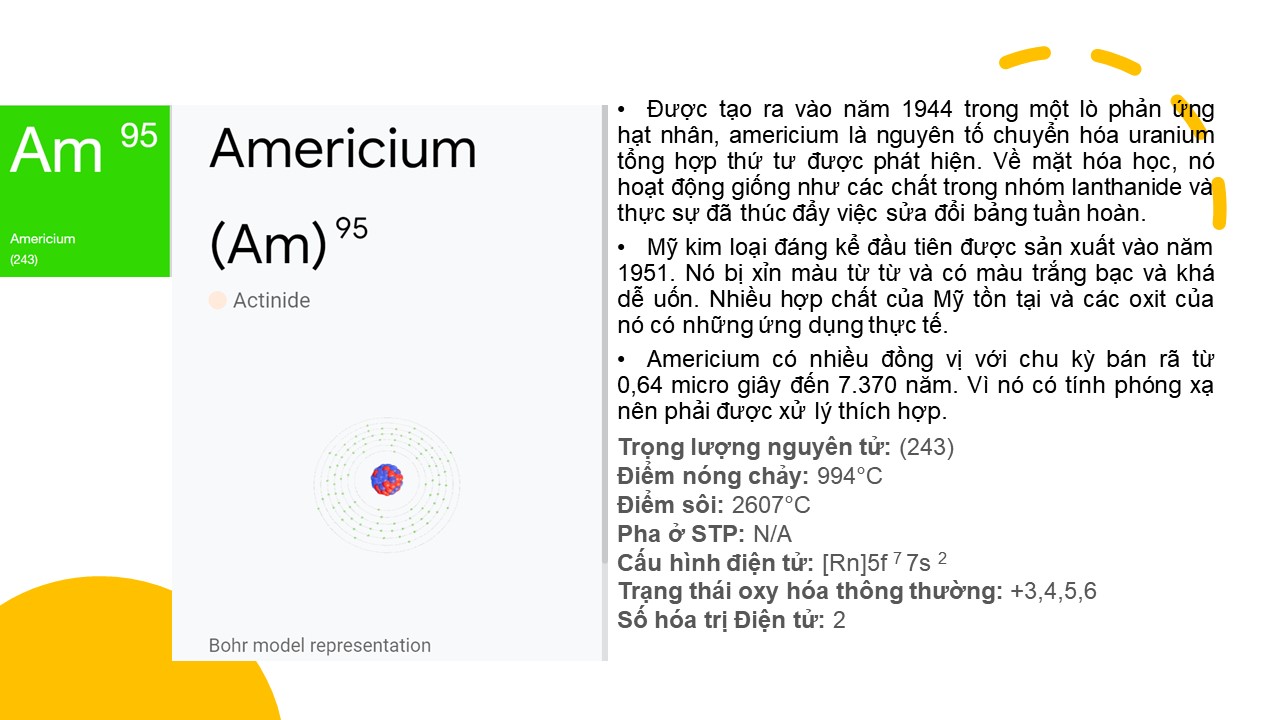 Am 95
Americium
(243)
Americium
(Am) 95
Actinide
Bohr model representation
• Được tạo ra vào năm 1944 trong một lò phản ứng
hạt nhân, americium là nguyên tố chuyển hóa uranium
tổng hợp thứ tư được phát hiện. Về mặt hóa học, nó
hoạt động giống như các chất trong nhóm lanthanide và
thực sự đã thúc đẩy việc sửa đổi bảng tuần hoàn.
• Mỹ kim loại đáng kể đầu tiên được sản xuất vào năm
1951. Nó bị xỉn màu từ từ và có màu trắng bạc và khá
dễ uốn. Nhiều hợp chất của Mỹ tồn tại và các oxit của
nó có những ứng dụng thực tế.
• Americium có nhiều đồng vị với chu kỳ bán rã từ
0,64 micro giây đến 7.370 năm. Vì nó có tính phóng xạ
nên phải được xử lý thích hợp.
Trọng lượng nguyên tử: (243)
Điểm nóng chảy: 994°C
Điểm sôi: 2607°C
Pha ở STP: N/A
Cấu hình điện tử: [Rn]5f 7 7s 2
Trạng thái oxy hóa thông thường: +3,4,5,6
Số hóa trị Điện tử: 2